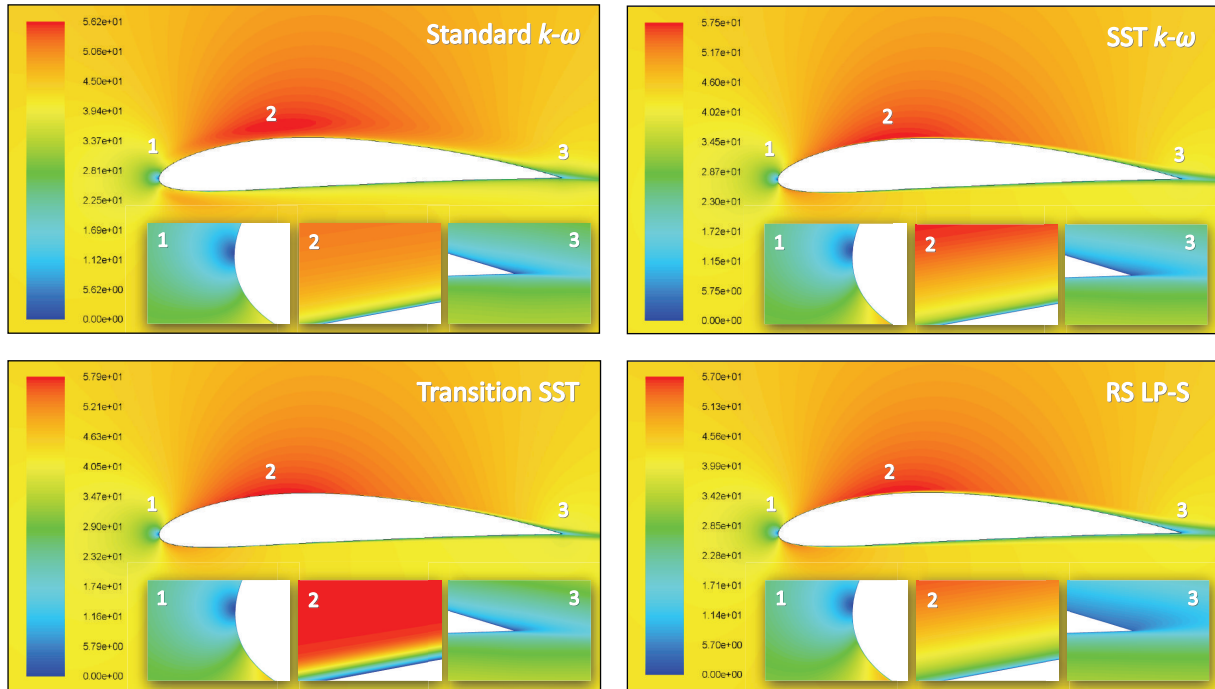 Standard k-ω
5.62e+01
5.06e+01
4.50e+01
3.94e+01
3.37e+01
2.81e+01
2.25e+01
1.69e+01
1.12e+01
5.62e+00
0.00e+00
1
2
3
1
2
3
SST k-ω
5.75e+01
5.17e+01
4.60e+01
4.02e+01
3.45e+01
2.87e+01
2.30e+01
1.72e+01
1.15e+01
5.75e+00
0.00e+00
1
2
3
1
2
3
Transition SST
5.79e+01
5.21e+01
4.63e+01
4.05e+01
3.47e+01
2.90e+01
2.32e+01
1.74e+01
1.16e+01
5.79e+00
0.00e+00
1
2
3
1
2
3
RS LP-S
5.70e+01
5.13e+01
4.56e+01
3.99e+01
3.42e+01
2.85e+01
2.28e+01
1.71e+01
1.14e+01
5.70e+00
0.00e+00
1
2
3
1
2
3